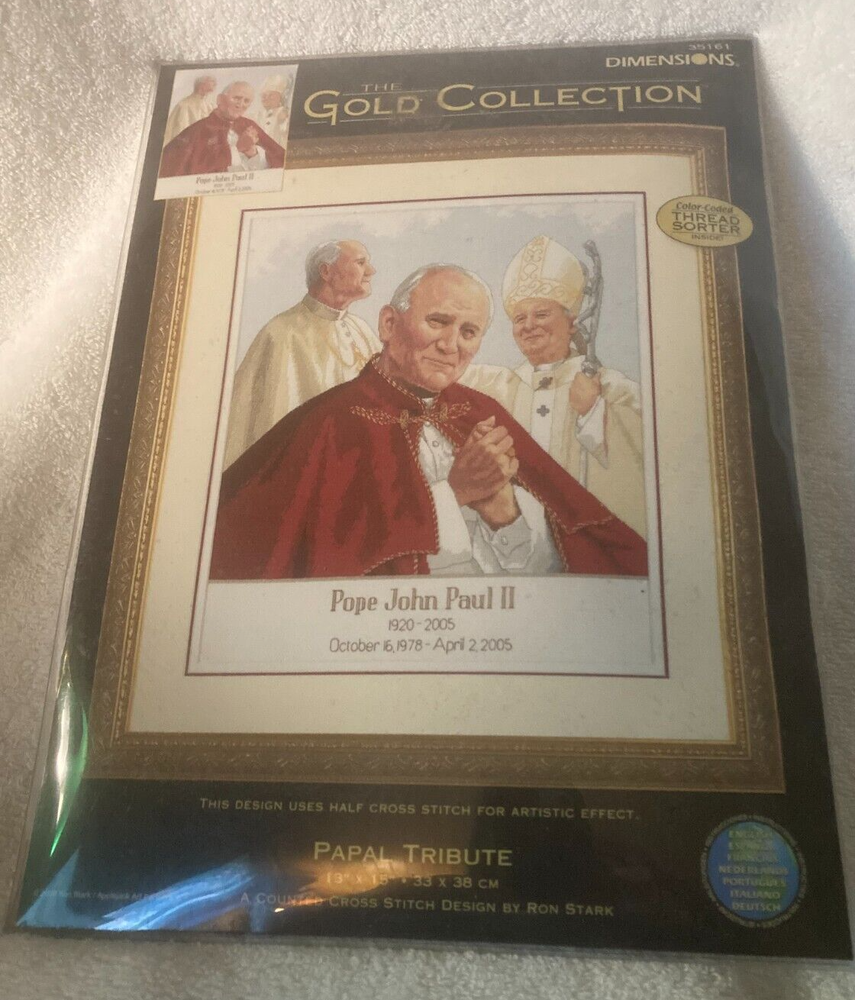 35161
DIMENSIONS
THE
GOLD COLLECTION
Pope John Paul II
Color-Coded
THREAD
SORTER
INSIDE!
Pope John Paul II
1920-2005
October 16, 1978 - April 2, 2005
THIS DESIGN USES HALF CROSS STITCH FOR ARTISTIC EFFECT.
PAPAL TRIBUTE
13" x 15" • 33 x 38 CM
A COUNTED CROSS STITCH DESIGN BY RON STARK
ENGLISH
ESPAÑOL
FRANÇAIS
NEDERLANDS
PORTUGUÊS
ITALIANO
DEUTSCH